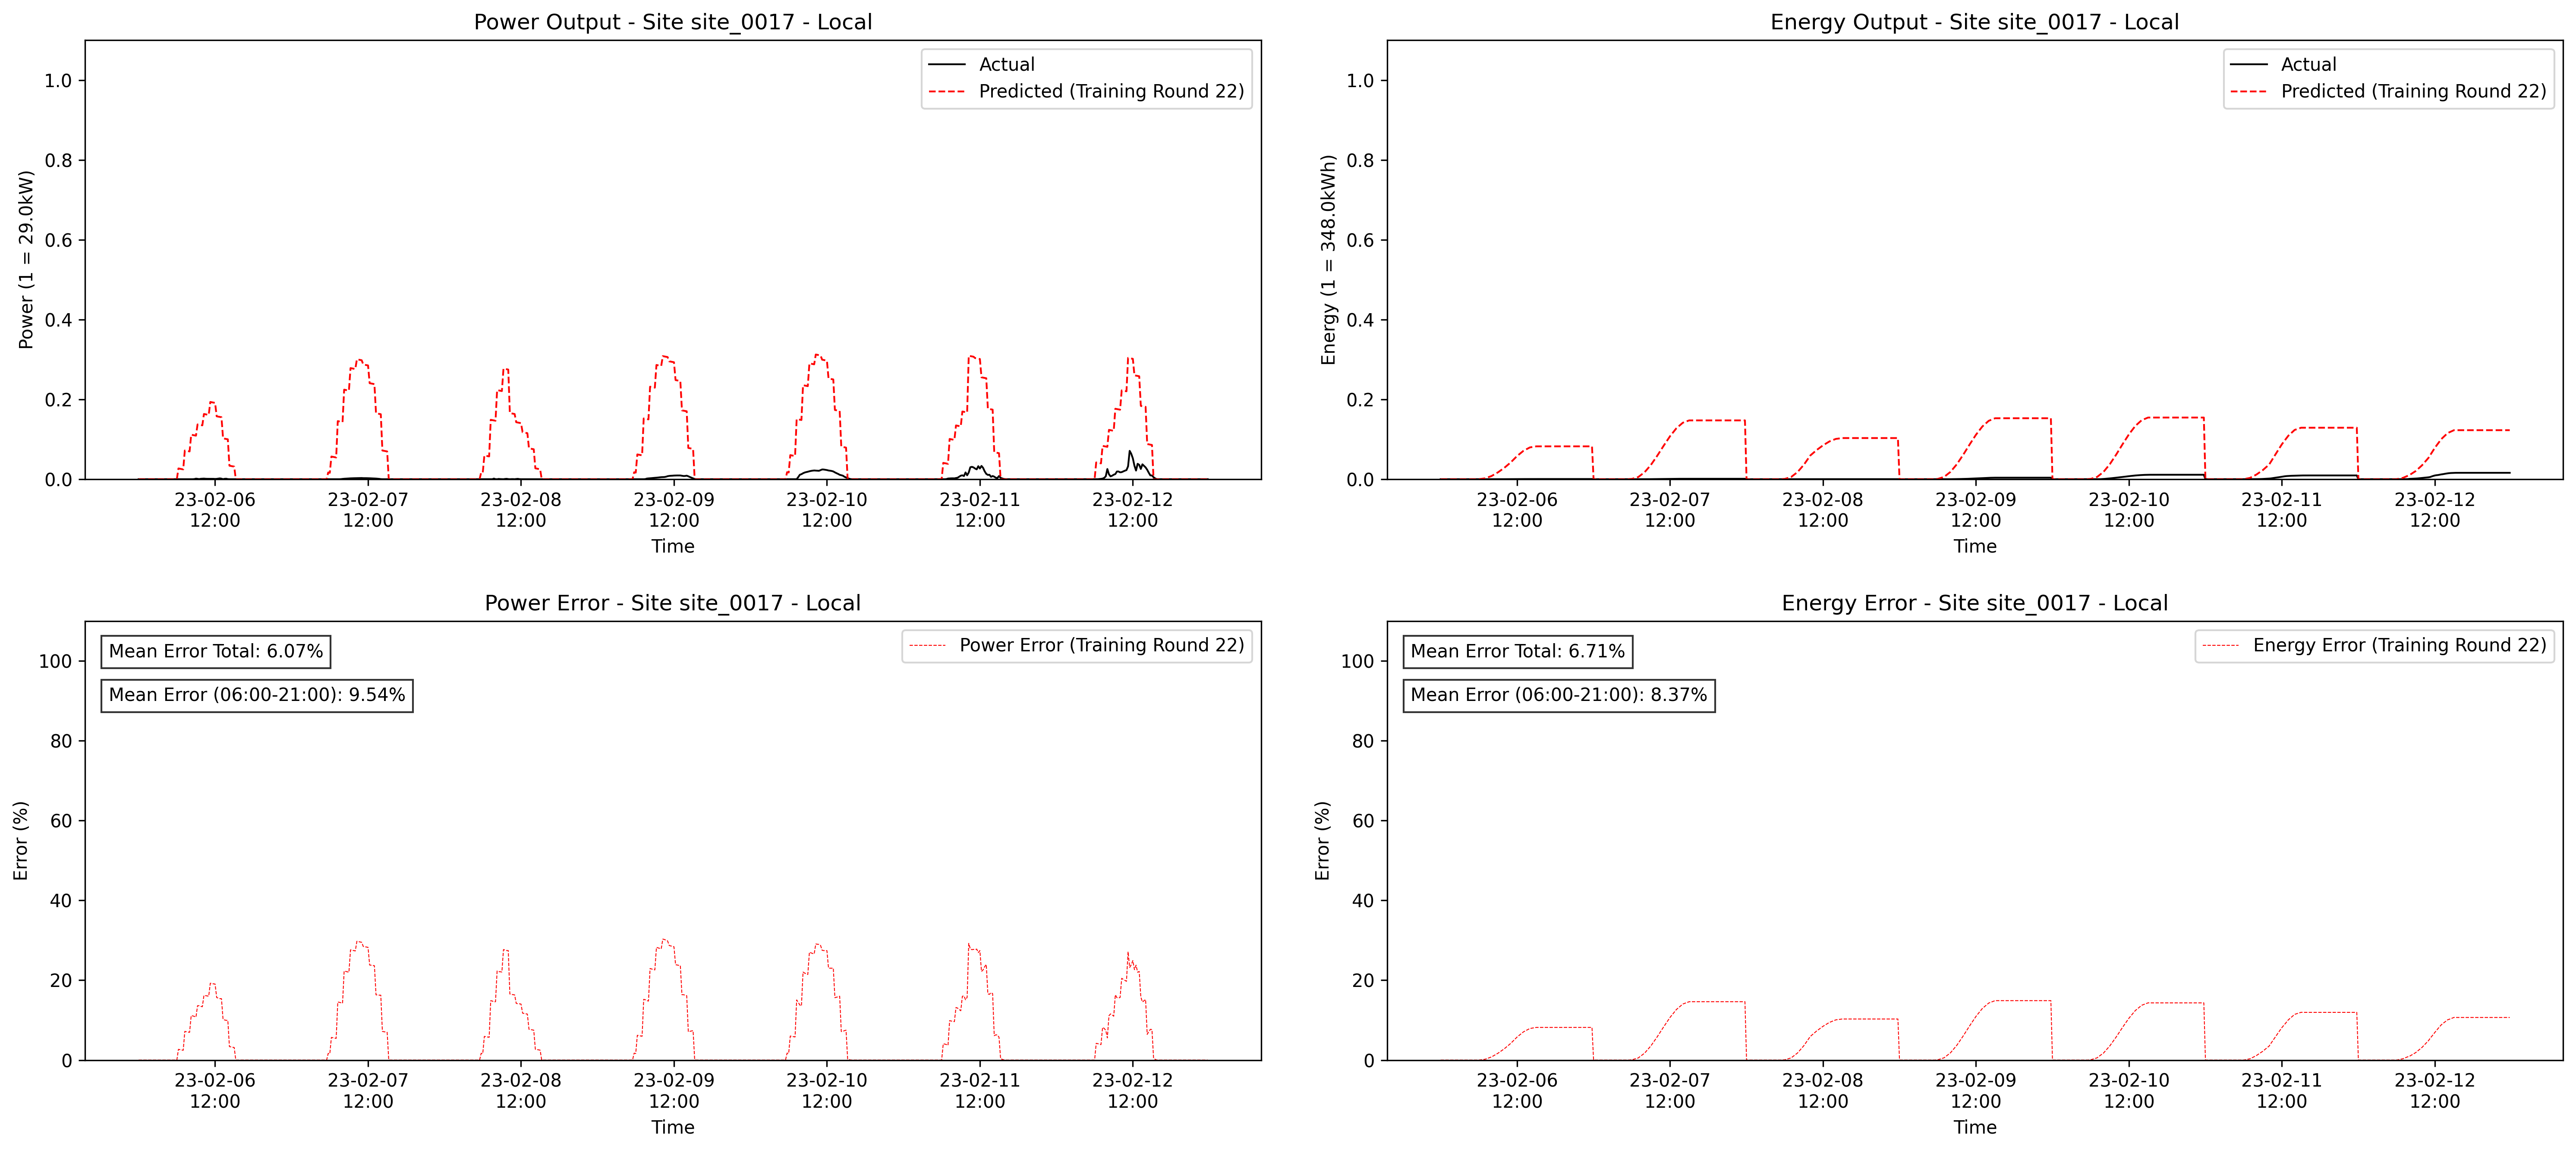 Power Output - Site site_0017 - Local
Power (1 = 29.0kW)
1.0
0.8
0.6
0.4
0.2
0.0
Actual
Predicted (Training Round 22)
23-02-06 23-02-07 23-02-08 23-02-09 23-02-10 23-02-11 23-02-12
12:00 12:00 12:00 12:00 12:00 12:00 12:00
Time
Energy Output - Site site_0017 - Local
Energy (1 = 348.0kWh)
1.0
0.8
0.6
0.4
0.2
0.0
Actual
Predicted (Training Round 22)
23-02-06 23-02-07 23-02-08 23-02-09 23-02-10 23-02-11 23-02-12
12:00 12:00 12:00 12:00 12:00 12:00 12:00
Time
Power Error - Site site_0017 - Local
Error (%)
100
80
60
40
20
0
Mean Error Total: 6.07%
Mean Error (06:00-21:00): 9.54%
Power Error (Training Round 22)
23-02-06 23-02-07 23-02-08 23-02-09 23-02-10 23-02-11 23-02-12
12:00 12:00 12:00 12:00 12:00 12:00 12:00
Time
Energy Error - Site site_0017 - Local
Error (%)
100
80
60
40
20
0
Mean Error Total: 6.71%
Mean Error (06:00-21:00): 8.37%
Energy Error (Training Round 22)
23-02-06 23-02-07 23-02-08 23-02-09 23-02-10 23-02-11 23-02-12
12:00 12:00 12:00 12:00 12:00 12:00 12:00
Time